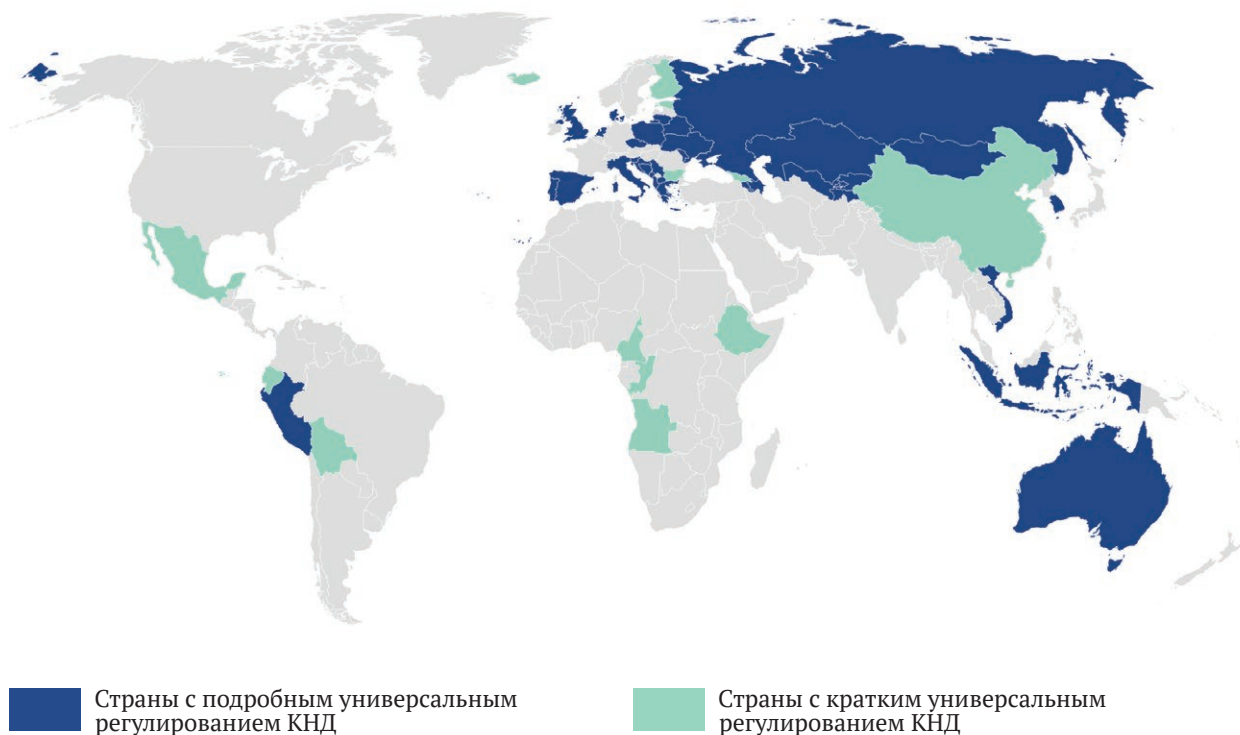 Страны с подробным универсальным
регулированием КНД
Страны с кратким универсальным
регулированием КНД